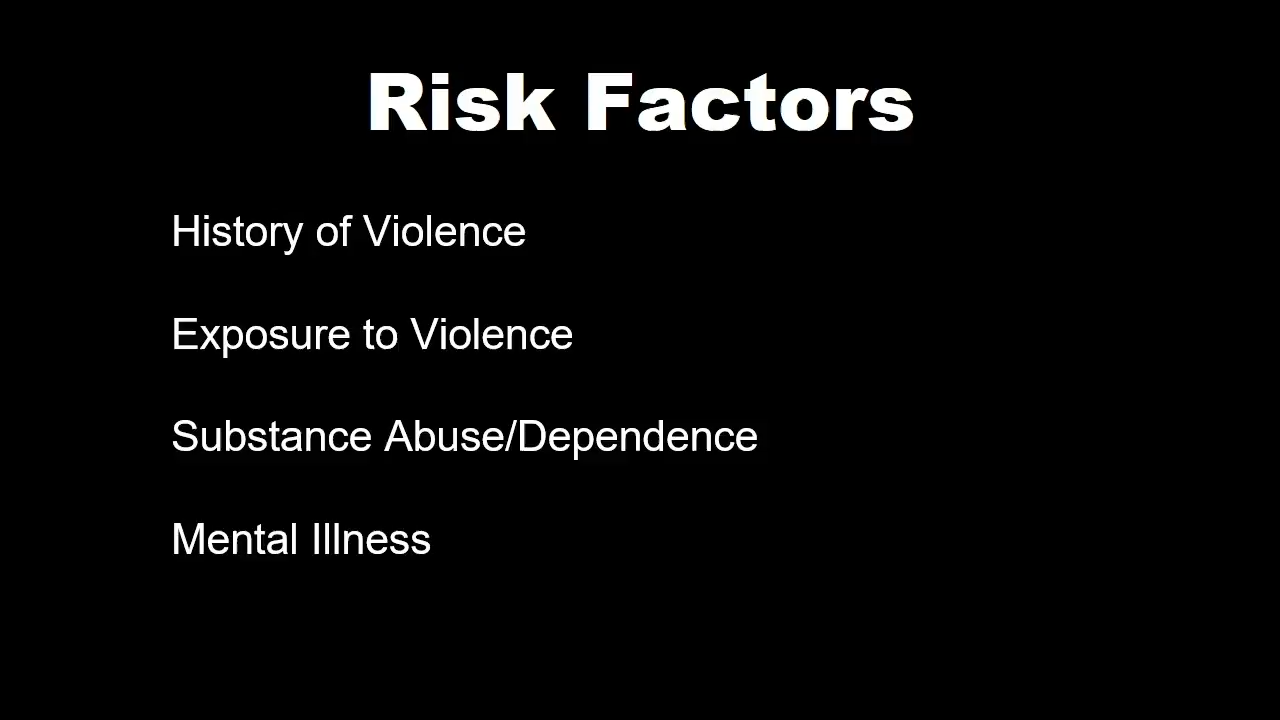 Risk Factors
History of Violence
Exposure to Violence
Substance Abuse/Dependence
Mental Illness